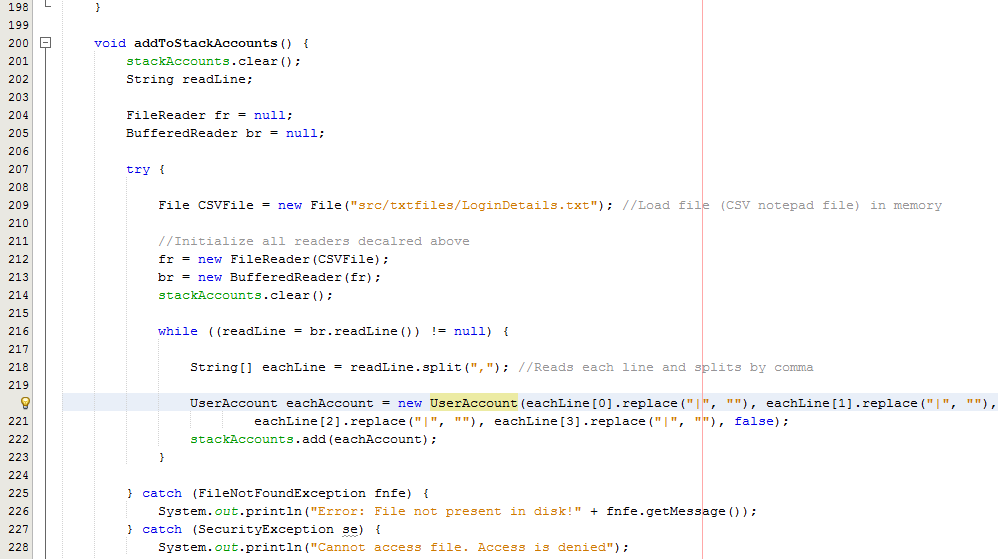 198 }
199
200 void addToStackAccounts() {
201 stackAccounts.clear();
202 String readLine;
203
204 FileReader fr = null;
205 BufferedReader br = null;
206
207 try {
208
209 File CSVFile = new File("src/txtfiles/LoginDetails.txt"); //Load file (CSV notepad file) in memory
210
211 //Initialize all readers decalred above
212 fr = new FileReader(CSVFile);
213 br = new BufferedReader(fr);
214 stackAccounts.clear();
215
216 while ((readLine = br.readLine()) != null) {
217
218 String[] eachLine = readLine.split(","); //Reads each line and splits by comma
219
UserAccount eachAccount = new UserAccount(eachLine[0].replace("|", ""), eachLine[1].replace("|", ""),
221 eachLine[2].replace("|", ""), eachLine[3].replace("|", ""), false);
222 stackAccounts.add(eachAccount);
223 }
224
225 } catch (FileNotFoundException fnfe) {
226 System.out.println("Error: File not present in disk!" + fnfe.getMessage());
227 } catch (SecurityException se) {
228 System.out.println("Cannot access file. Access is denied");